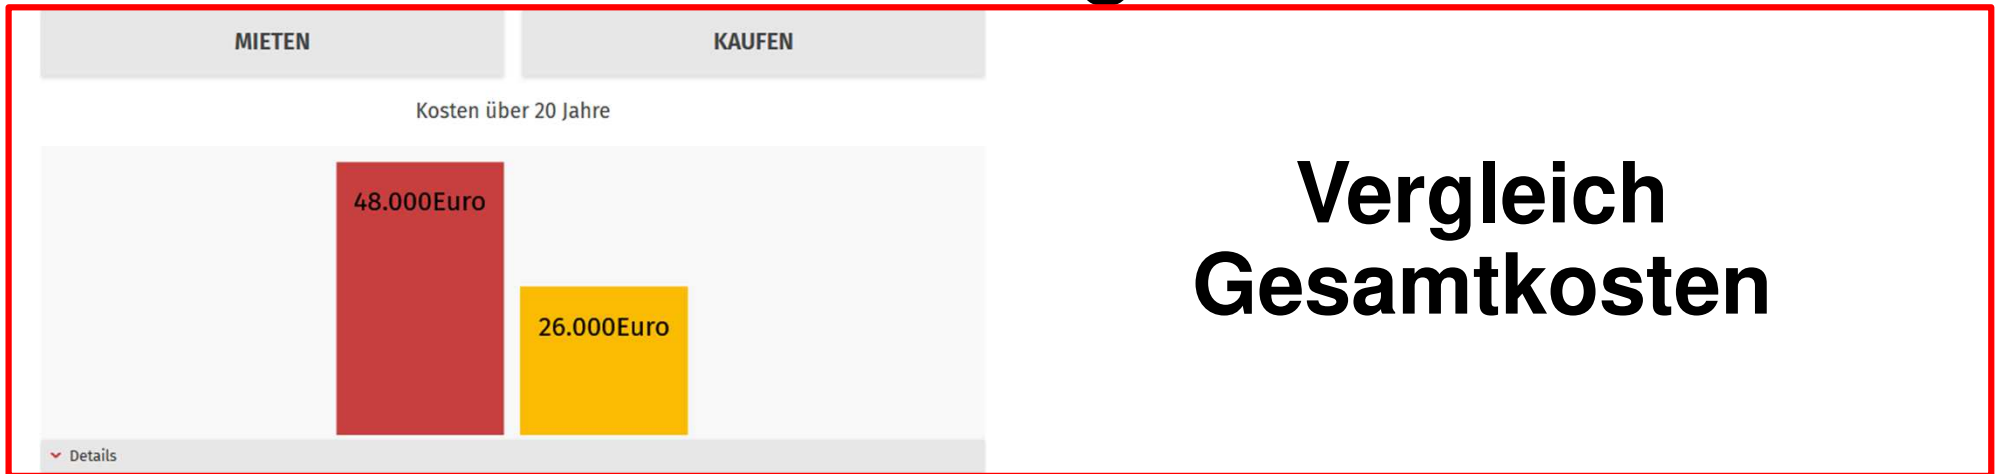 MIETEN
KAUFEN
Kosten über 20 Jahre
48.000Euro
26.000Euro
Details
Vergleich
Gesamtkosten